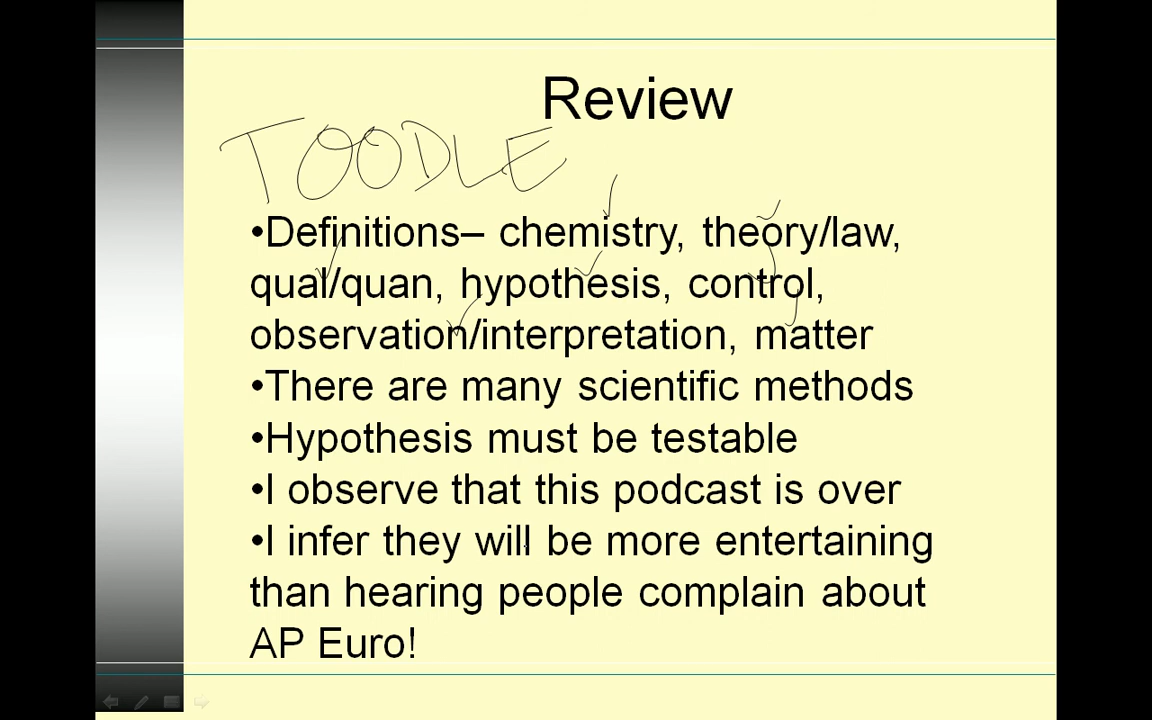 Review
TOODLE
•Definitions– chemistry, theory/law,
qual/quan, hypothesis, control,
observation/interpretation, matter
•There are many scientific methods
•Hypothesis must be testable
•I observe that this podcast is over
•I infer they will be more entertaining
than hearing people complain about
AP Euro!